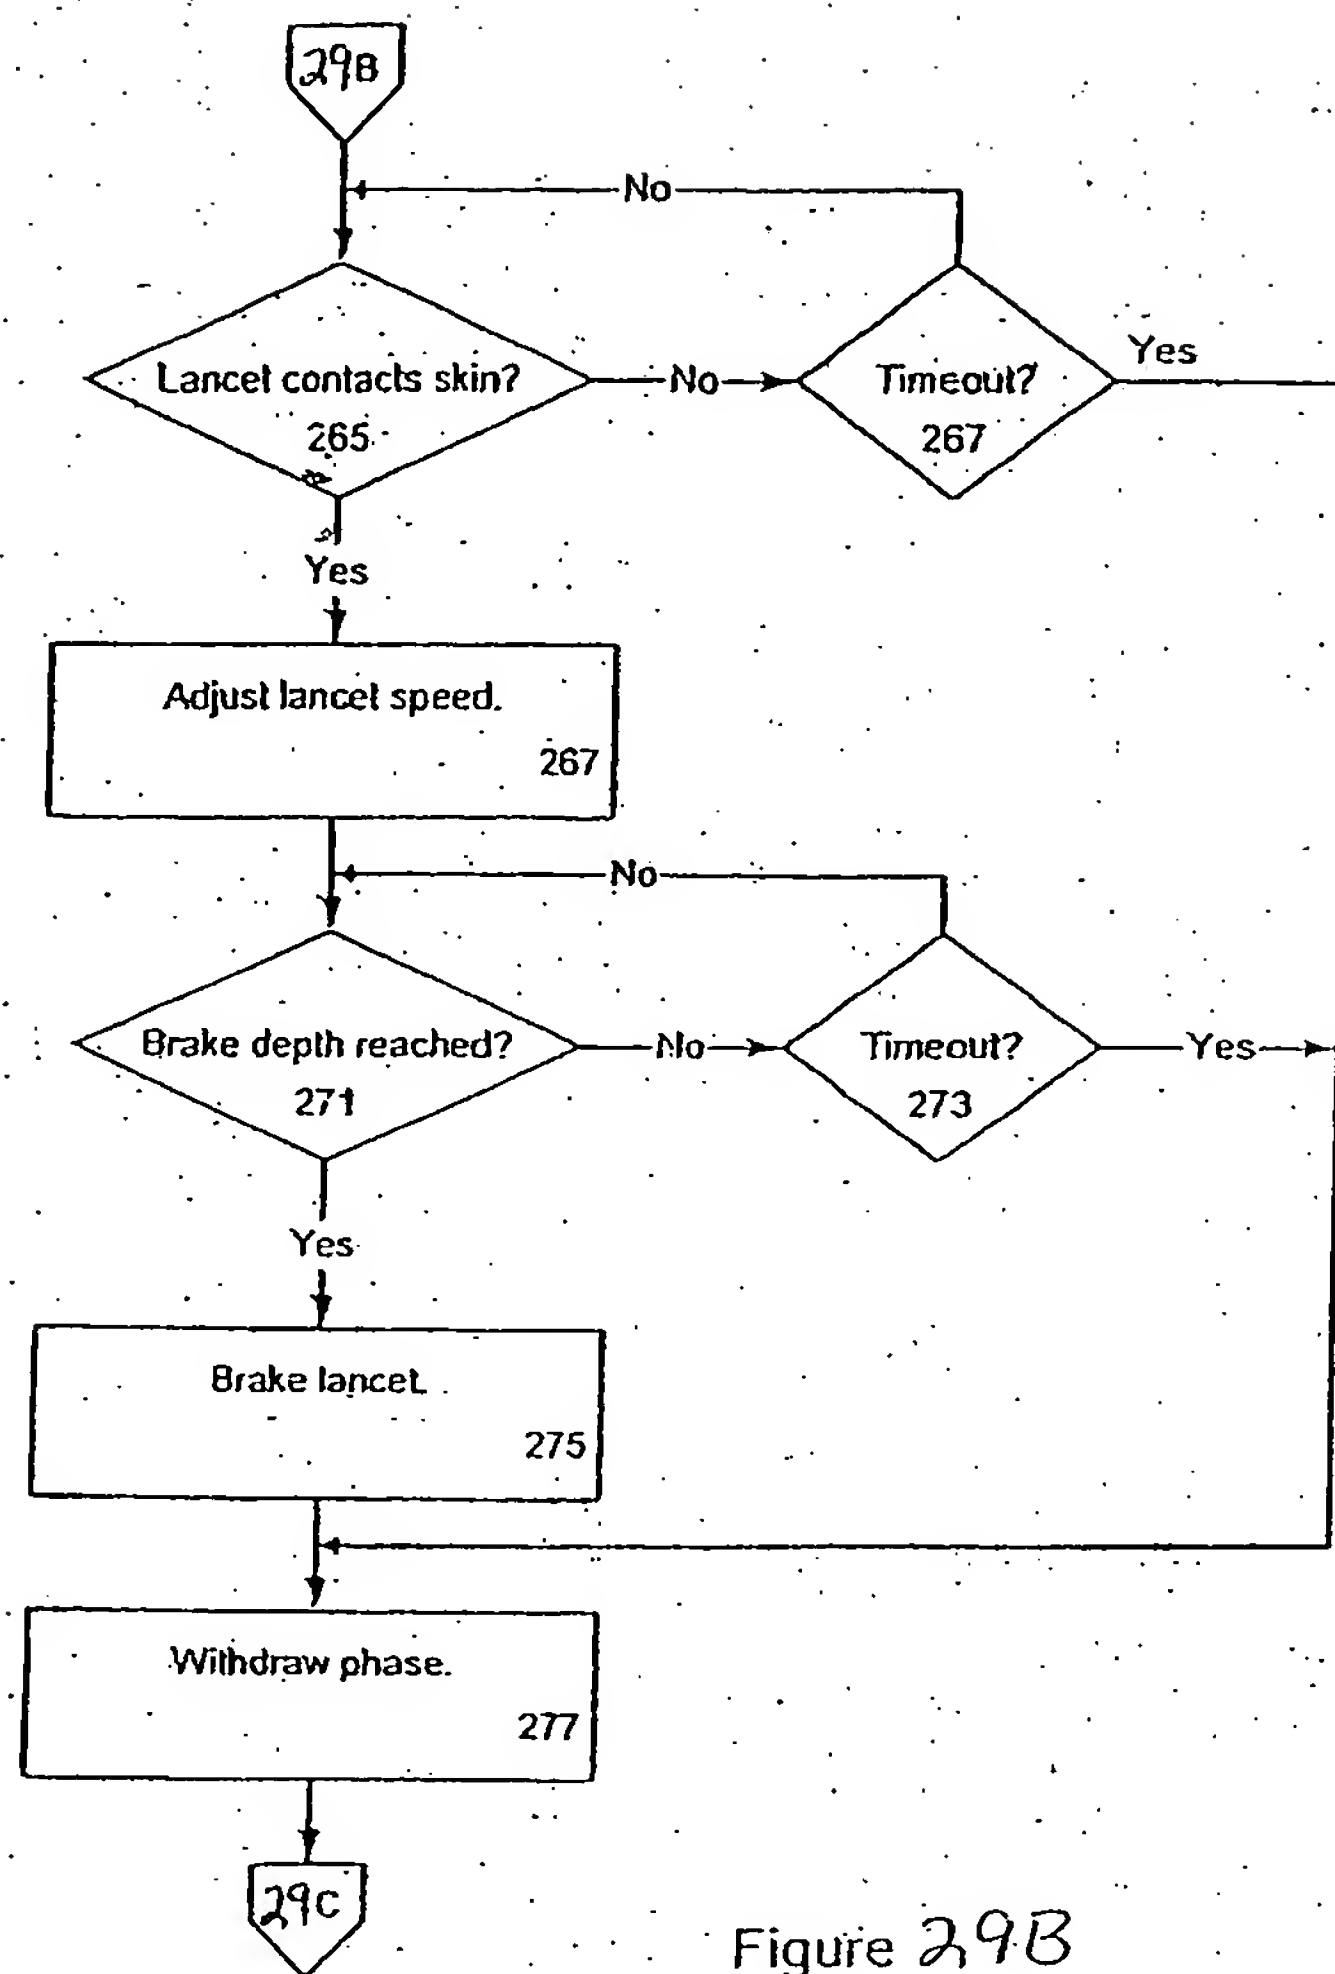 29B
No
Lancet contacts skin?
265
No
Timeout?
267
Yes
Yes
Adjust lancet speed.
267
No
Brake depth reached?
271
No
Timeout?
273
Yes
Yes
Brake lancet.
275
Withdraw phase.
277
29C
Figure 29B